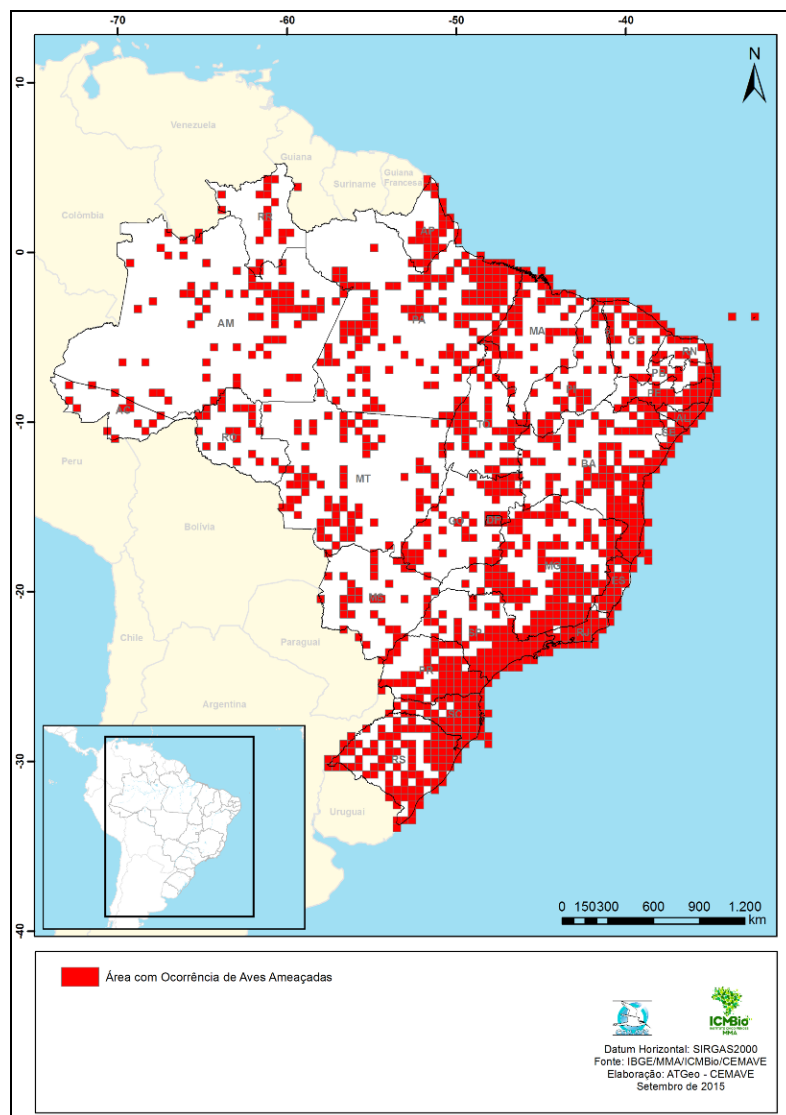 -70 -60 -50 -40
N
10
Venezuela
Guiana
Suriname
Guiana
Francesa
Colômbia
RR
AP
0
AM
PA
MA
CE
RN
PB
PI
PE
AL
AC
TO
SE
-10
RO
BA
Peru
MT
GO
DF
Bolívia
MG
MS
ES
-20
SP
RJ
Chile
Paraguai
PR
Argentina
SC
-30
RS
Uruguai
0 150300 600 900 1.200
km
-40
Área com Ocorrência de Aves Ameaçadas
ICMBio
MMA
Datum Horizontal: SIRGAS2000
Fonte: IBGE/MMA/ICMBio/CEMAVE
Elaboração: ATGeo - CEMAVE
Setembro de 2015